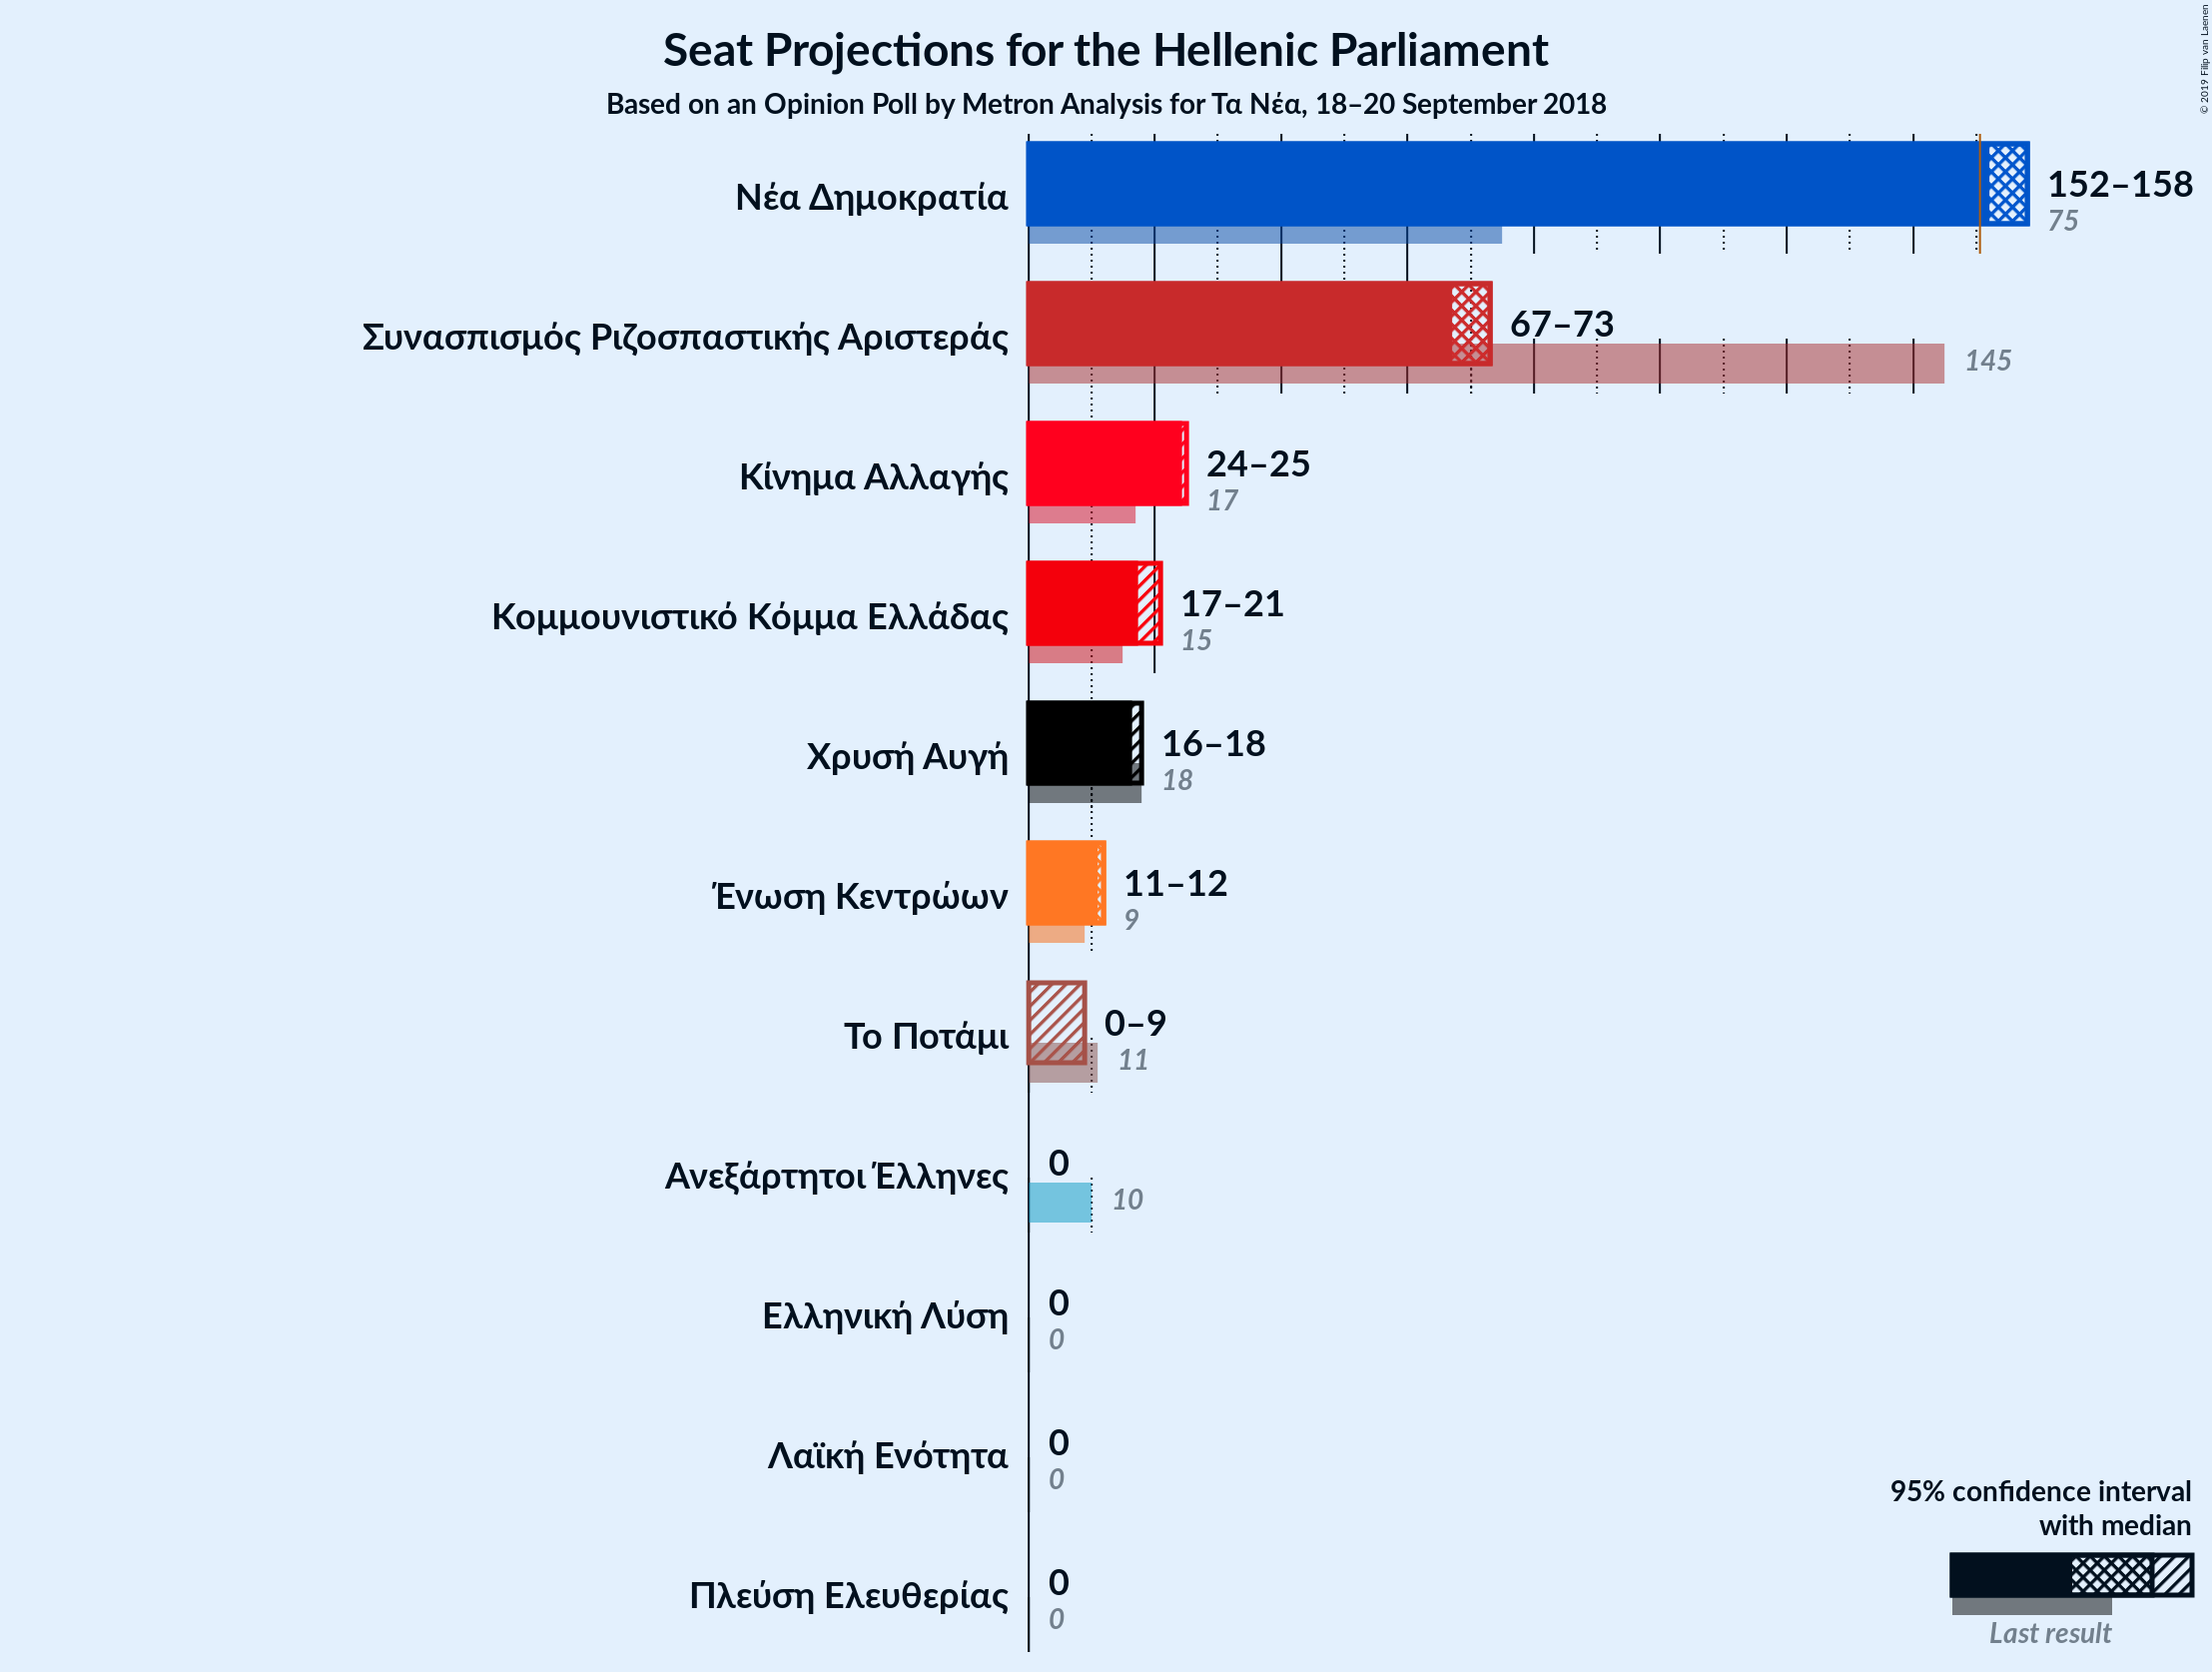 Seat Projections for the Hellenic Parliament
Based on an Opinion Poll by Metron Analysis for Τα Νέα, 18–20 September 2018
© 2019 Filip van Laenen
Νέα Δημοκρατία
152–158
75
Συνασπισμός Ριζοσπαστικής Αριστεράς
67–73
145
Κίνημα Αλλαγής
24–25
17
Κομμουνιστικό Κόμμα Ελλάδας
17–21
15
Χρυσή Αυγή
16–18
18
Ένωση Κεντρώων
11–12
9
Το Ποτάμι
0–9
11
Ανεξάρτητοι Έλληνες
0
10
Ελληνική Λύση
0
0
Λαϊκή Ενότητα
0
0
Πλεύση Ελευθερίας
0
0
95% confidence interval
with median
Last result